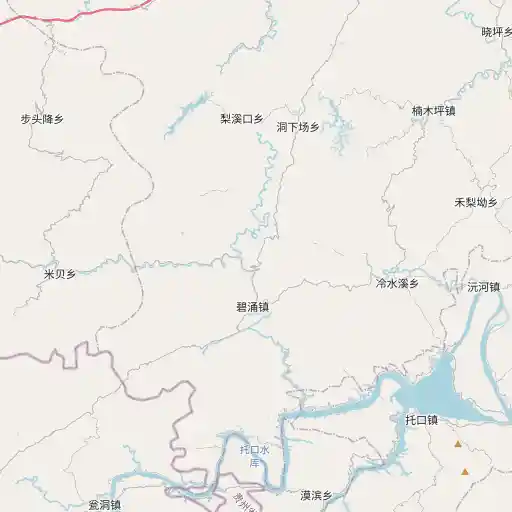 晓坪乡
楠木坪镇
步头降乡
梨溪口乡
洞下场乡
禾梨坳乡
米贝乡
冷水溪乡
沅河镇
碧涌镇
托口镇
托口水
库
瓮洞镇
漠滨乡